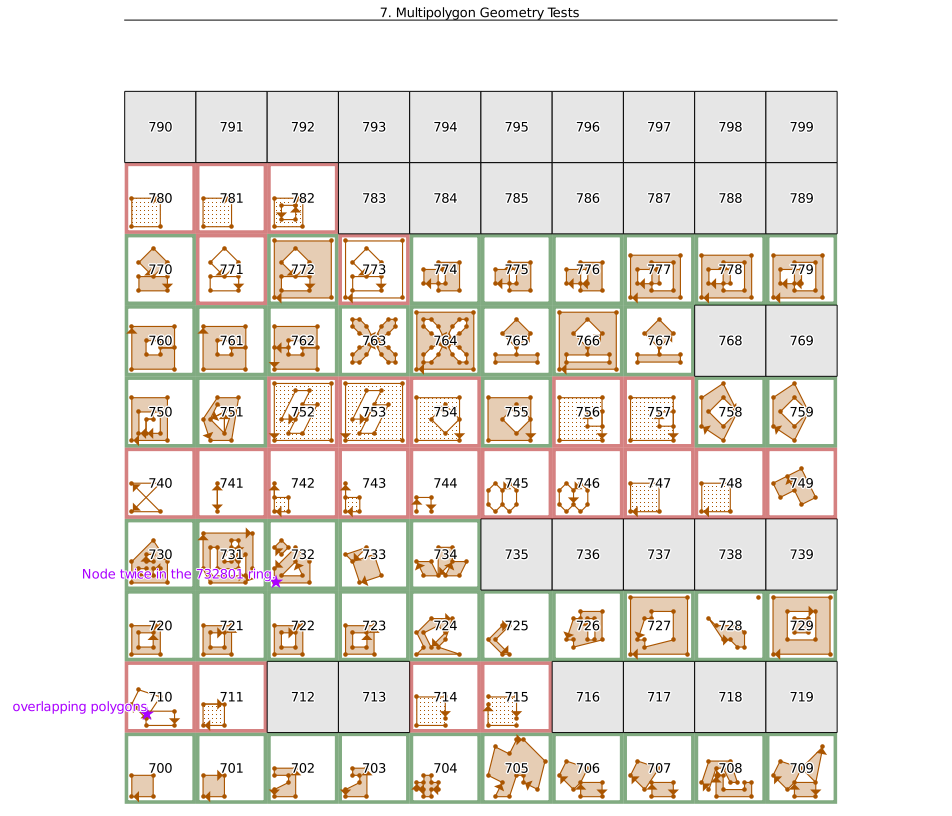 7. Multipolygon Geometry Tests
790 791 792 793 794 795 796 797 798 799
780 781 782 783 784 785 786 787 788 789
770 771 772 773 774 775 776 777 778 779
760 761 762 763 764 765 766 767 768 769
750 751 752 753 754 755 756 757 758 759
740 741 742 743 744 745 746 747 748 749
730 731 732 733 734 735 736 737 738 739
Node twice in the 732801 ring
720 721 722 723 724 725 726 727 728 729
710 711 712 713 714 715 716 717 718 719
overlapping polygons
700 701 702 703 704 705 706 707 708 709